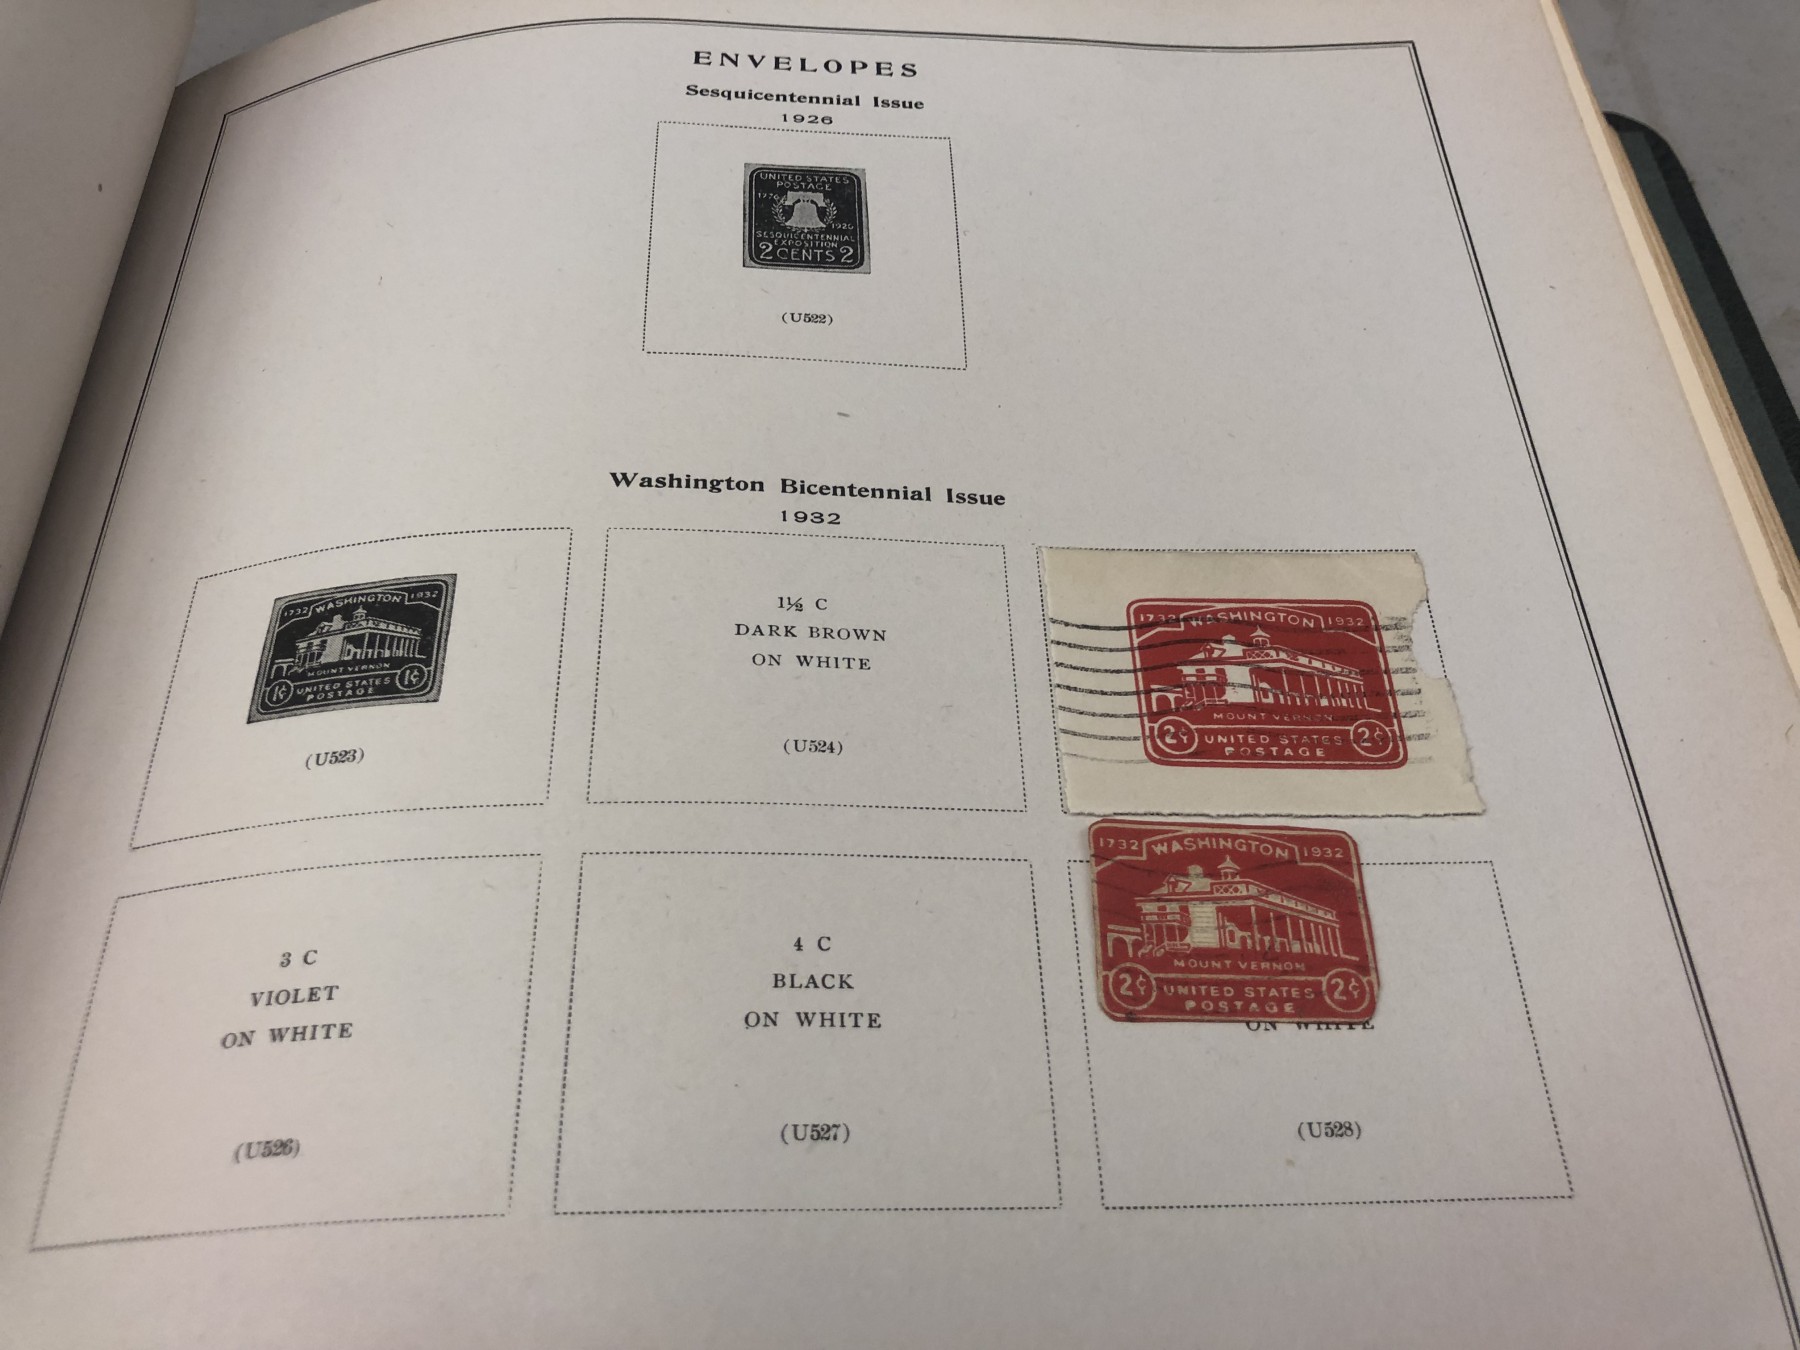 ENVELOPES
Sesquicentennial Issue
1926
UNITED STATES
POSTAGE
1776
1926
SESQUICENTENNIAL
EXPOSITION
2 CENTS 2
(U522)
Washington Bicentennial Issue
1932
1732 WASHINGTON 1932
MOUNT VERNON
1¢ UNITED STATES 1¢
POSTAGE
(U523)
1½ C
DARK BROWN
ON WHITE
(U524)
1732 WASHINGTON 1932
MOUNT VERNON
2¢ UNITED STATES 2¢
POSTAGE
3 C
VIOLET
ON WHITE
(U526)
4 C
BLACK
ON WHITE
(U527)
1732 WASHINGTON 1932
MOUNT VERNON
2¢ UNITED STATES 2¢
POSTAGE
ON WHITE
(U528)